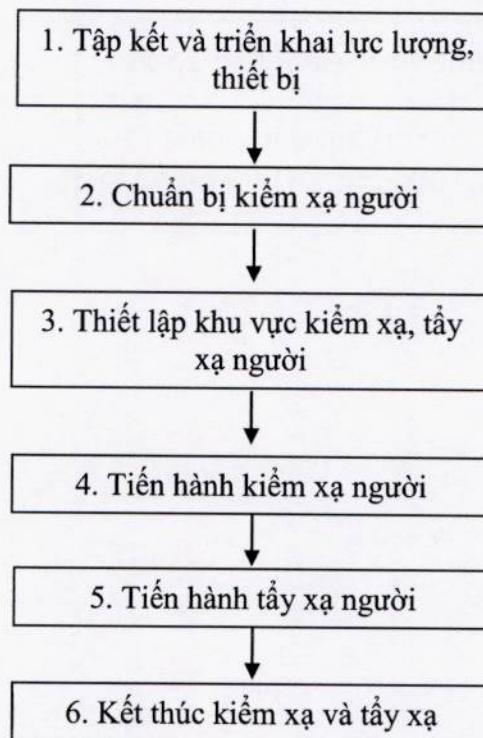 1. Tập kết và triển khai lực lượng,
thiết bị
2. Chuẩn bị kiểm xạ người
3. Thiết lập khu vực kiểm xạ, tẩy
xạ người
4. Tiến hành kiểm xạ người
5. Tiến hành tẩy xạ người
6. Kết thúc kiểm xạ và tẩy xạ